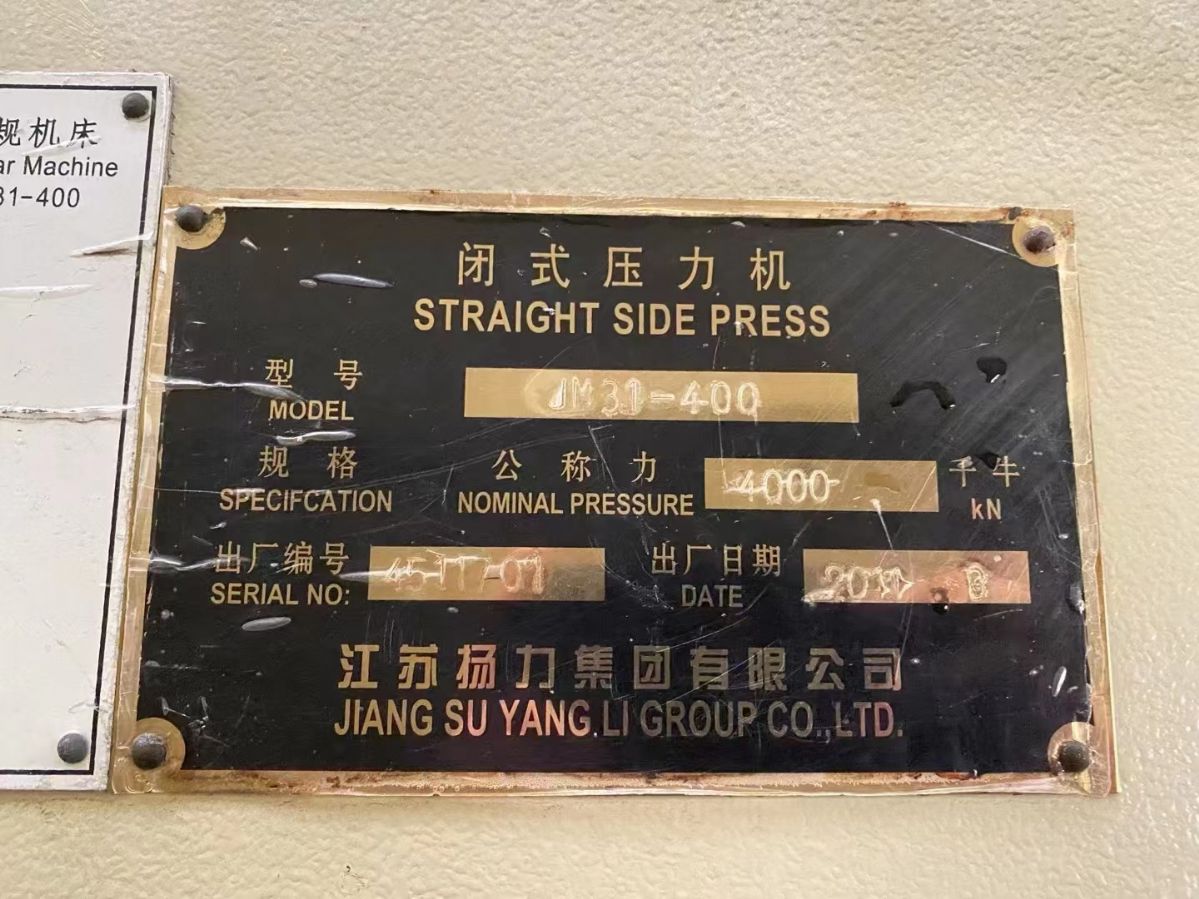 规机床
ar Machine
31-400
闭式压力机
STRAIGHT SIDE PRESS
型号 JM31-400
MODEL
规格 公称力 4000 千牛
SPECIFCATION NOMINAL PRESSURE kN
出厂编号 出厂日期
SERIAL NO: DATE
江苏扬力集团有限公司
JIANG SU YANG LI GROUP CO.,LTD.